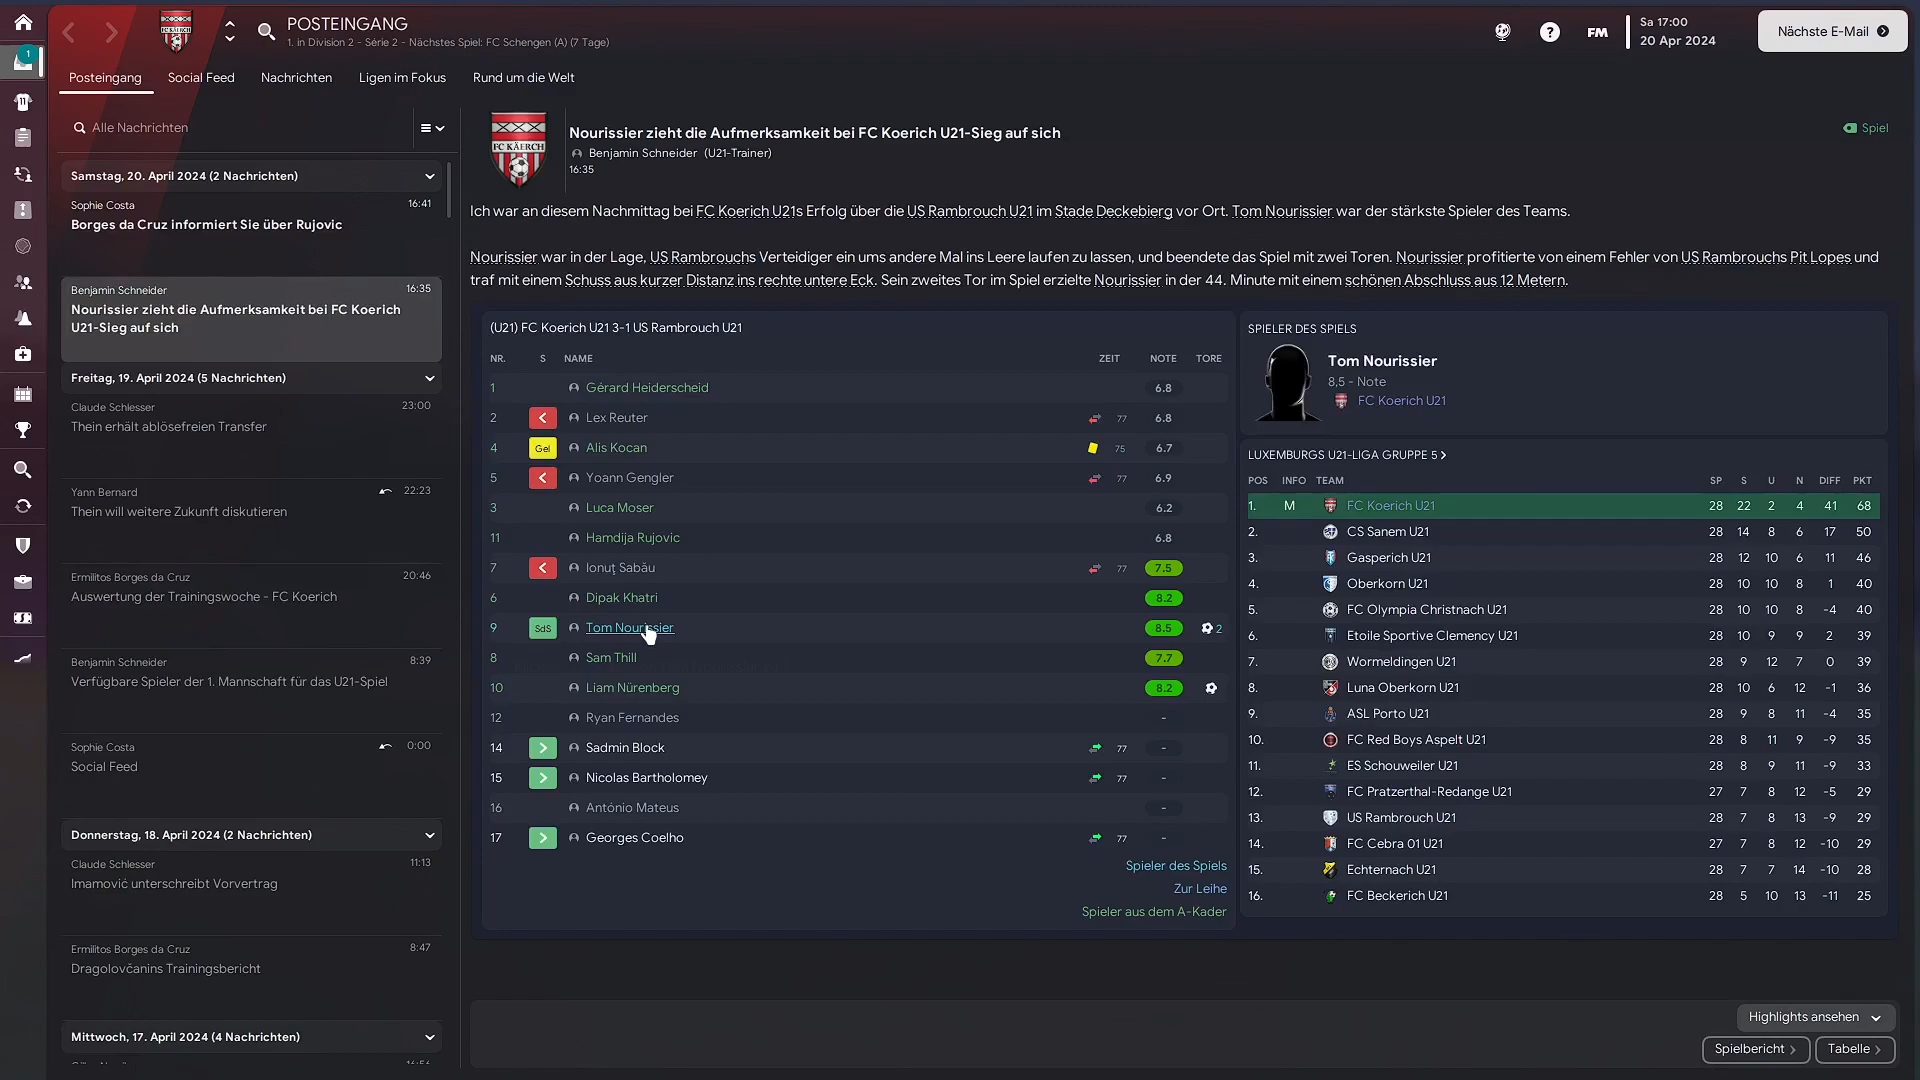 POSTEINGANG
1. in Division 2 - Série 2 - Nächstes Spiel: FC Schengen (A) (7 Tage)
FM
Sa 17:00
20 Apr 2024
Nächste E-Mail
1
Posteingang
Social Feed
Nachrichten
Ligen im Fokus
Rund um die Welt
Alle Nachrichten
Samstag, 20. April 2024 (2 Nachrichten)
Sophie Costa 16:41
Borges da Cruz informiert Sie über Rujovic
Benjamin Schneider 16:35
Nourissier zieht die Aufmerksamkeit bei FC Koerich
U21-Sieg auf sich
Freitag, 19. April 2024 (5 Nachrichten)
Claude Schlesser 23:00
Thein erhält ablösefreien Transfer
Yann Bernard 22:23
Thein will weitere Zukunft diskutieren
Ermilitos Borges da Cruz 20:46
Auswertung der Trainingswoche - FC Koerich
Benjamin Schneider 8:39
Verfügbare Spieler der 1. Mannschaft für das U21-Spiel
Sophie Costa 0:00
Social Feed
Donnerstag, 18. April 2024 (2 Nachrichten)
Claude Schlesser 11:13
Imamović unterschreibt Vorvertrag
Ermilitos Borges da Cruz 8:47
Dragolovčanins Trainingsbericht
Mittwoch, 17. April 2024 (4 Nachrichten)
FC KÄERCH
Nourissier zieht die Aufmerksamkeit bei FC Koerich U21-Sieg auf sich
Benjamin Schneider (U21-Trainer)
16:35
Spiel
Ich war an diesem Nachmittag bei FC Koerich U21s Erfolg über die US Rambrouch U21 im Stade Deckebierg vor Ort. Tom Nourissier war der stärkste Spieler des Teams.
Nourissier war in der Lage, US Rambrouchs Verteidiger ein ums andere Mal ins Leere laufen zu lassen, und beendete das Spiel mit zwei Toren. Nourissier profitierte von einem Fehler von US Rambrouchs Pit Lopes und
traf mit einem Schuss aus kurzer Distanz ins rechte untere Eck. Sein zweites Tor im Spiel erzielte Nourissier in der 44. Minute mit einem schönen Abschluss aus 12 Metern.
(U21) FC Koerich U21 3-1 US Rambrouch U21
NR. S NAME ZEIT NOTE TORE
1 Gérard Heiderscheid 6.8
2 Lex Reuter 77 6.8
4 Gel Alis Kocan 75 6.7
5 Yoann Gengler 77 6.9
3 Luca Moser 6.2
11 Hamdija Rujovic 6.8
7 Ionuţ Sabău 77 7.5
6 Dipak Khatri 8.2
9 SdS Tom Nourissier 8.5 2
8 Sam Thill 7.7
10 Liam Nürenberg 8.2
12 Ryan Fernandes -
14 Sadmin Block 77 -
15 Nicolas Bartholomey 77 -
16 António Mateus -
17 Georges Coelho 77 -
Spieler des Spiels
Zur Leihe
Spieler aus dem A-Kader
SPIELER DES SPIELS
Tom Nourissier
8,5 - Note
FC Koerich U21
LUXEMBURGS U21-LIGA GRUPPE 5
POS INFO TEAM SP S U N DIFF PKT
1. M FC Koerich U21 28 22 2 4 41 68
2. CS Sanem U21 28 14 8 6 17 50
3. Gasperich U21 28 12 10 6 11 46
4. Oberkorn U21 28 10 10 8 1 40
5. FC Olympia Christnach U21 28 10 10 8 -4 40
6. Etoile Sportive Clemency U21 28 10 9 9 2 39
7. Wormeldingen U21 28 9 12 7 0 39
8. Luna Oberkorn U21 28 10 6 12 -1 36
9. ASL Porto U21 28 9 8 11 -4 35
10. FC Red Boys Aspelt U21 28 8 11 9 -9 35
11. ES Schouweiler U21 28 8 9 11 -9 33
12. FC Pratzerthal-Redange U21 27 7 8 12 -5 29
13. US Rambrouch U21 28 7 8 13 -9 29
14. FC Cebra 01 U21 27 7 8 12 -10 29
15. Echternach U21 28 7 7 14 -10 28
16. FC Beckerich U21 28 5 10 13 -11 25
Highlights ansehen
Spielbericht
Tabelle